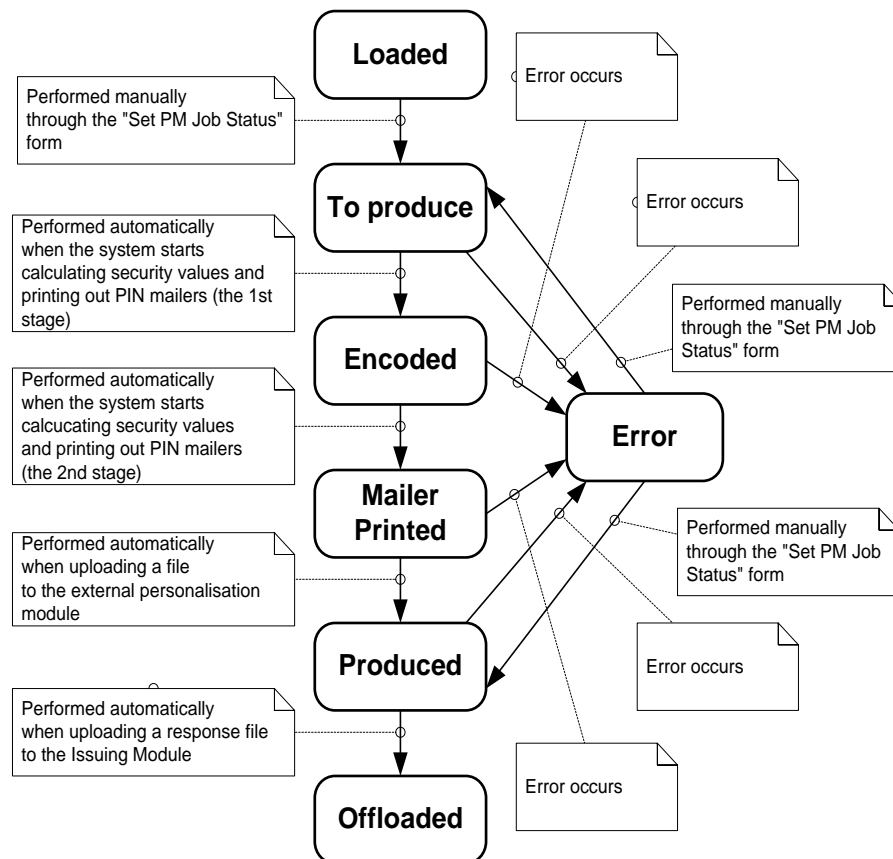 Loaded
Error occurs
Performed manually
through the "Set PM Job Status"
form
To produce
Error occurs
Performed automatically
when the system starts
calculating security values and
printing out PIN mailers (the 1st
stage)
Performed manually
through the "Set PM Job
Status" form
Encoded
Performed automatically
when the system starts
calcucating security values
and printing out PIN mailers
(the 2nd stage)
Error
Mailer
Printed
Performed manually
through the "Set PM Job
Status" form
Performed automatically
when uploading a file
to the external personalisation
module
Produced
Error occurs
Performed automatically
when uploading a response file
to the Issuing Module
Error occurs
Offloaded